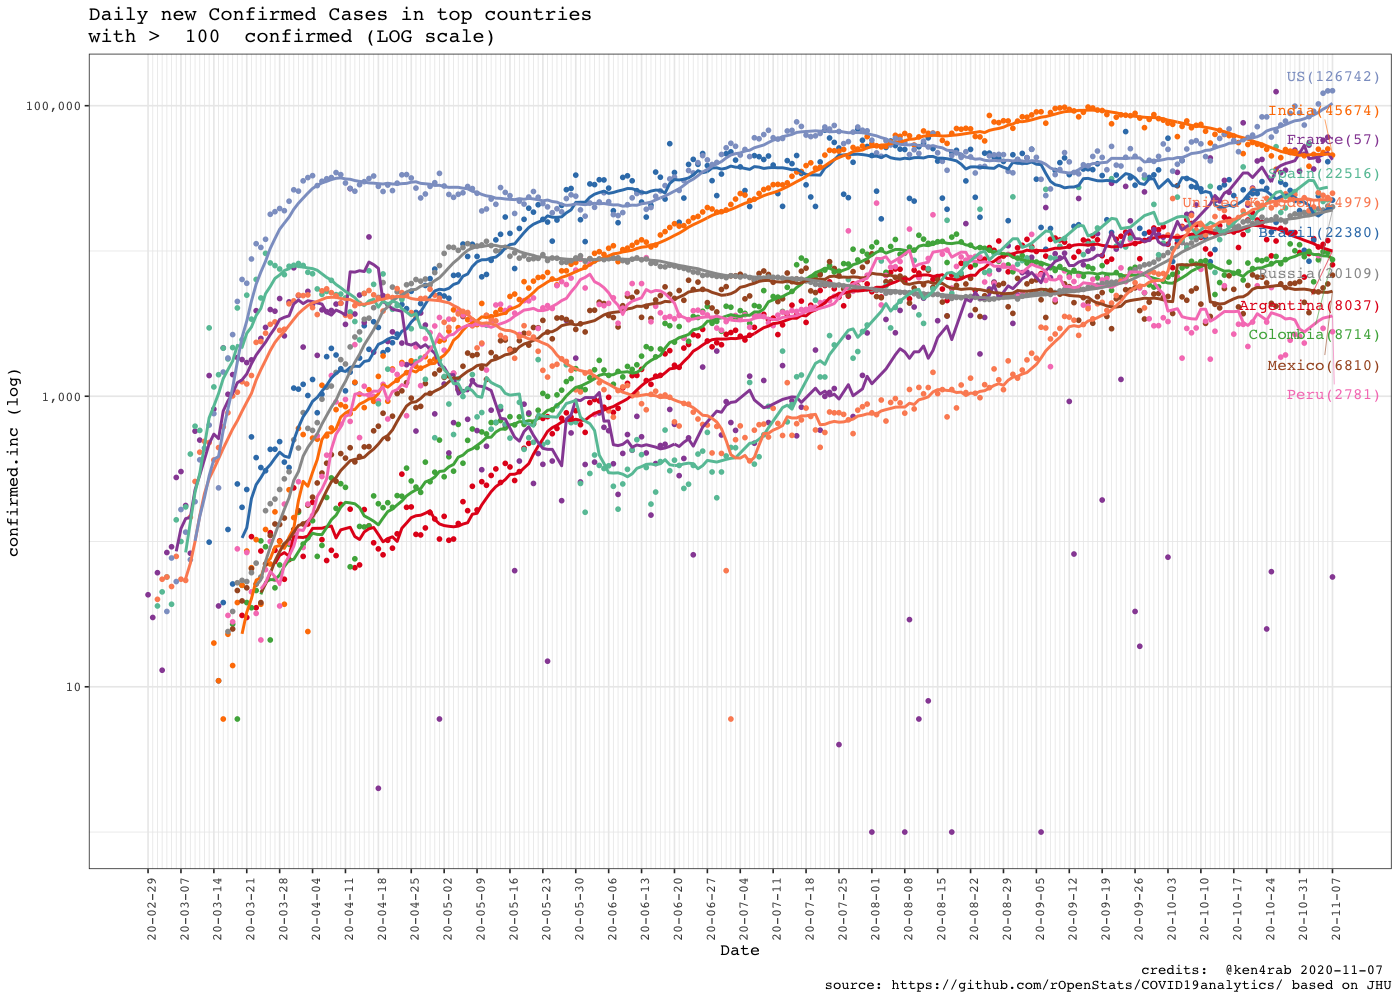 Daily new Confirmed Cases in top countries
with >  100  confirmed (LOG scale)
US(126742)
100,000
India(45674)
France(57)
Spain(22516)
United Kingdom(24979)
Brazil(22380)
Russia(20109)
Argentina(8037)
Colombia(8714)
Mexico(6810)
1,000
Peru(2781)
10
confirmed.inc (log)
20-02-29
20-03-07
20-03-14
20-03-21
20-03-28
20-04-04
20-04-11
20-04-18
20-04-25
20-05-02
20-05-09
20-05-16
20-05-23
20-05-30
20-06-06
20-06-13
20-06-20
20-06-27
20-07-04
20-07-11
20-07-18
20-07-25
20-08-01
20-08-08
20-08-15
20-08-22
20-08-29
20-09-05
20-09-12
20-09-19
20-09-26
20-10-03
20-10-10
20-10-17
20-10-24
20-10-31
20-11-07
Date
credits:  @ken4rab 2020-11-07
source: https://github.com/rOpenStats/COVID19analytics/ based on JHU